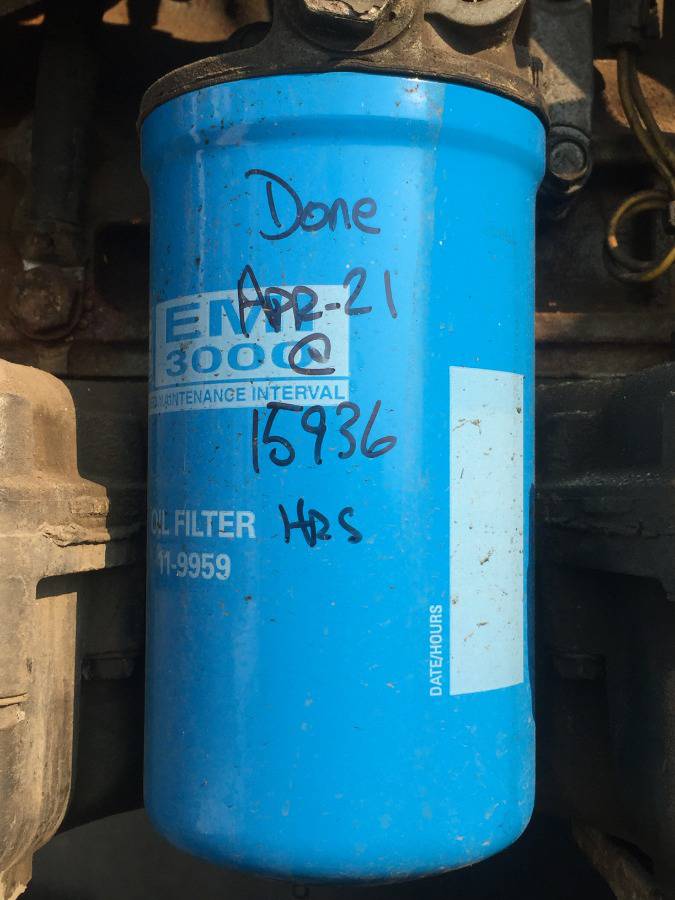 Done
APR-21
EMI
3000
@
MAINTENANCE INTERVAL
15936
OIL FILTER
HRS
11-9959
DATE/HOURS